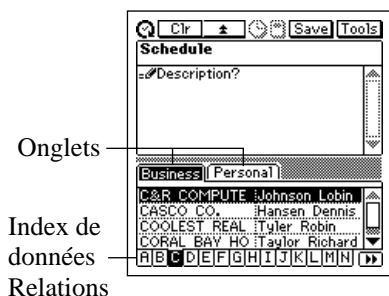 Clr Save Tools
Schedule
Description?
Onglets
Business Personal
C&R COMPUTE Johnson Lobin
CASCO CO. Hansen Dennis
COOLEST REAL Tyler Robin
CORAL BAY HO Taylor Richard
A B C D E F G H I J K L M N
Index de
données
Relations